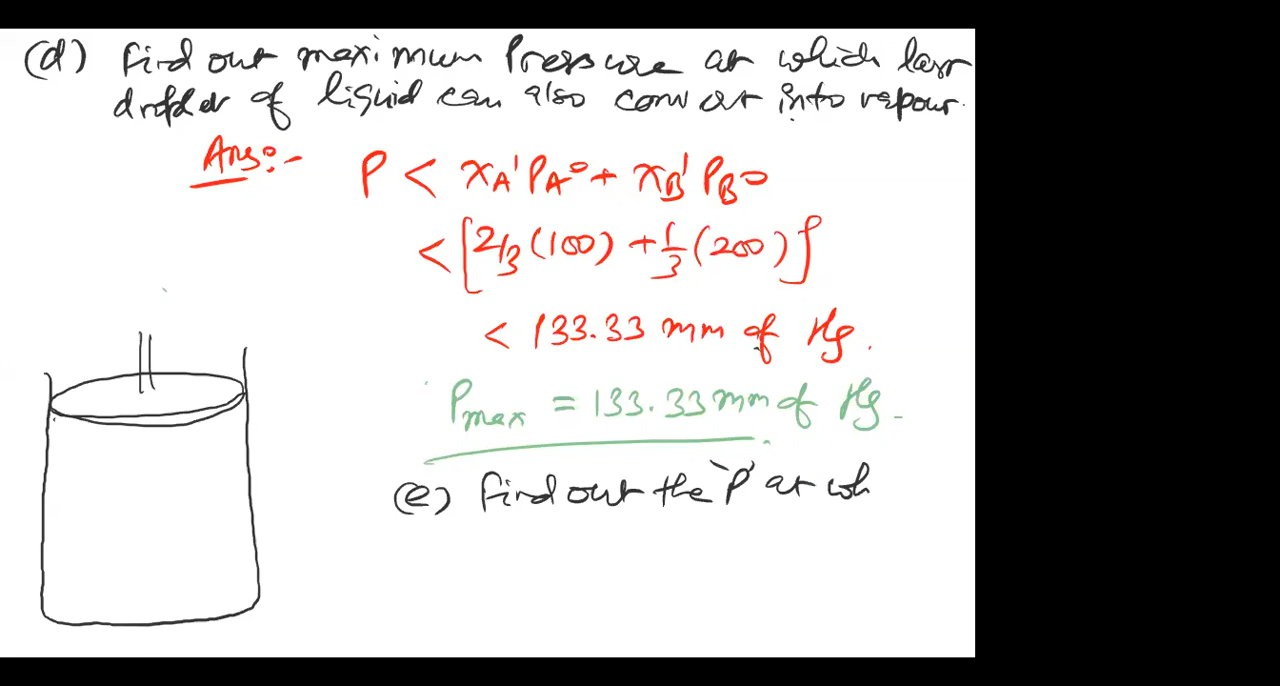 (d) Find out maximum Pressure at which last
droplet of liquid can also convert into vapour.
Ans:- P < xA' PA° + xB' PB°
< [2/3 (100) + 1/3 (200)]
< 133.33 mm of Hg.
Pmax = 133.33 mm of Hg.
(e) Find out the 'P' at wh